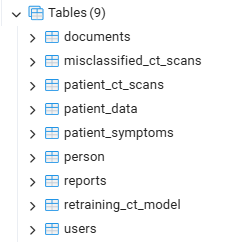 Tables (9)
documents
misclassified_ct_scans
patient_ct_scans
patient_data
patient_symptoms
person
reports
retraining_ct_model
users